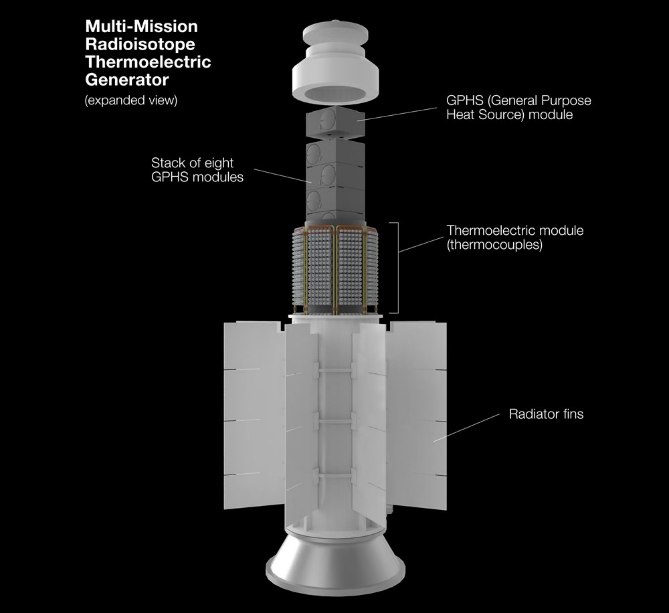 Multi-Mission
Radioisotope
Thermoelectric
Generator
(expanded view)
GPHS (General Purpose
Heat Source) module
Stack of eight
GPHS modules
Thermoelectric module
(thermocouples)
Radiator fins